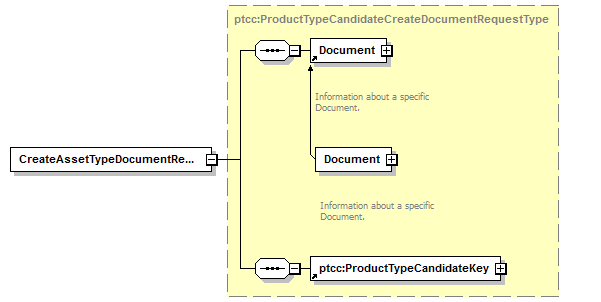 ptcc:ProductTypeCandidateCreateDocumentRequestType
Document
Information about a specific
Document.
CreateAssetTypeDocumentRe...
Document
Information about a specific
Document.
ptcc:ProductTypeCandidateKey